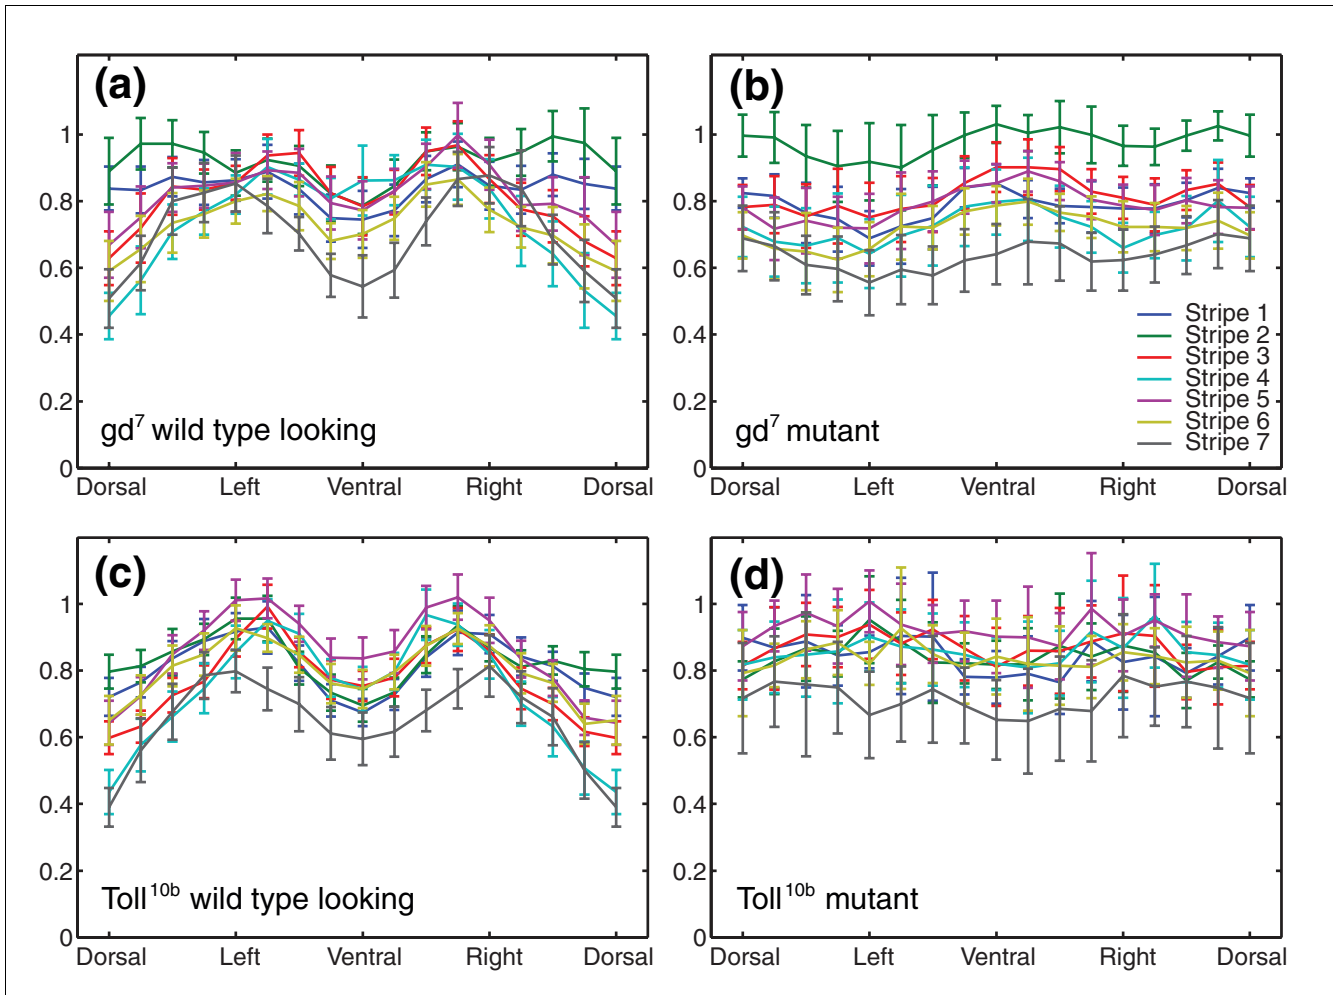 (a)
1
0.8
0.6
0.4
0.2
0
gd⁷ wild type looking
Dorsal Left Ventral Right Dorsal
(b)
1
0.8
0.6
0.4
0.2
0
Stripe 1
Stripe 2
Stripe 3
Stripe 4
Stripe 5
Stripe 6
Stripe 7
gd⁷ mutant
Dorsal Left Ventral Right Dorsal
(c)
1
0.8
0.6
0.4
0.2
0
Toll¹⁰ᵇ wild type looking
Dorsal Left Ventral Right Dorsal
(d)
1
0.8
0.6
0.4
0.2
0
Toll¹⁰ᵇ mutant
Dorsal Left Ventral Right Dorsal